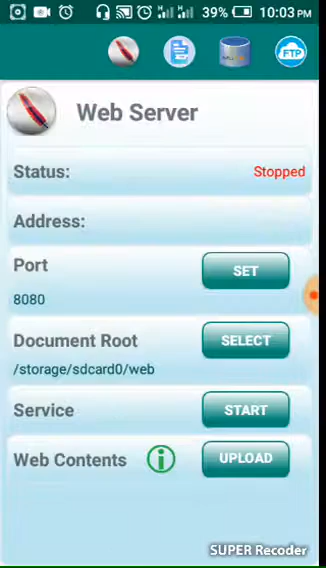 39% 10:03 PM
FTP
Web Server
Status: Stopped
Address:
Port SET
8080
Document Root SELECT
/storage/sdcard0/web
Service START
Web Contents i UPLOAD
SUPER Recoder